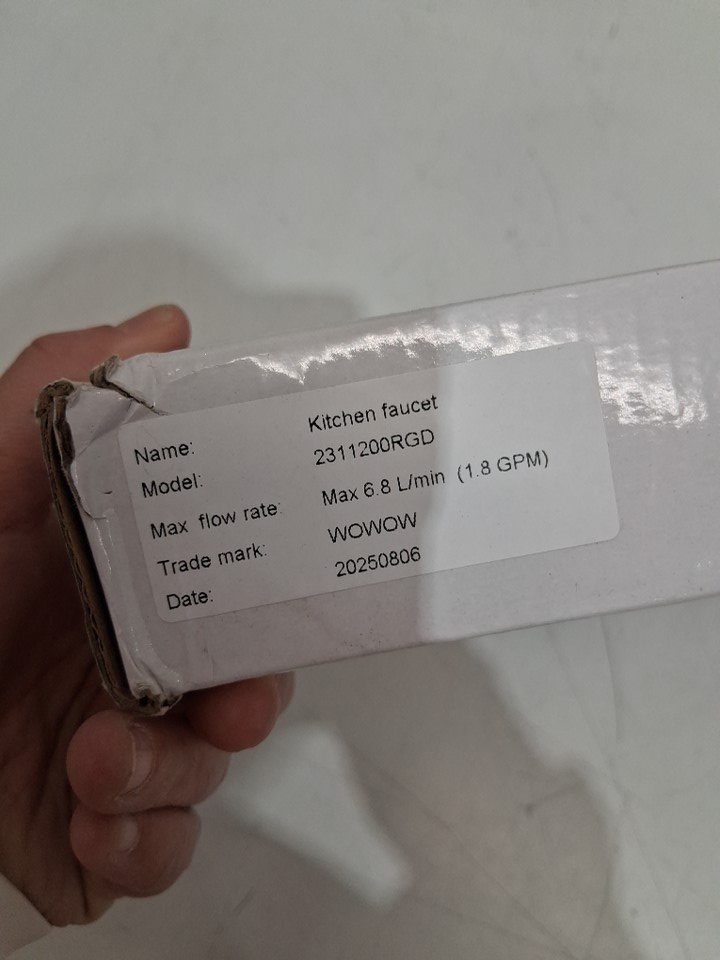 Name: Kitchen faucet
Model: 2311200RGD
Max flow rate: Max 6.8 L/min (1.8 GPM)
Trade mark: WOWOW
Date: 20250806